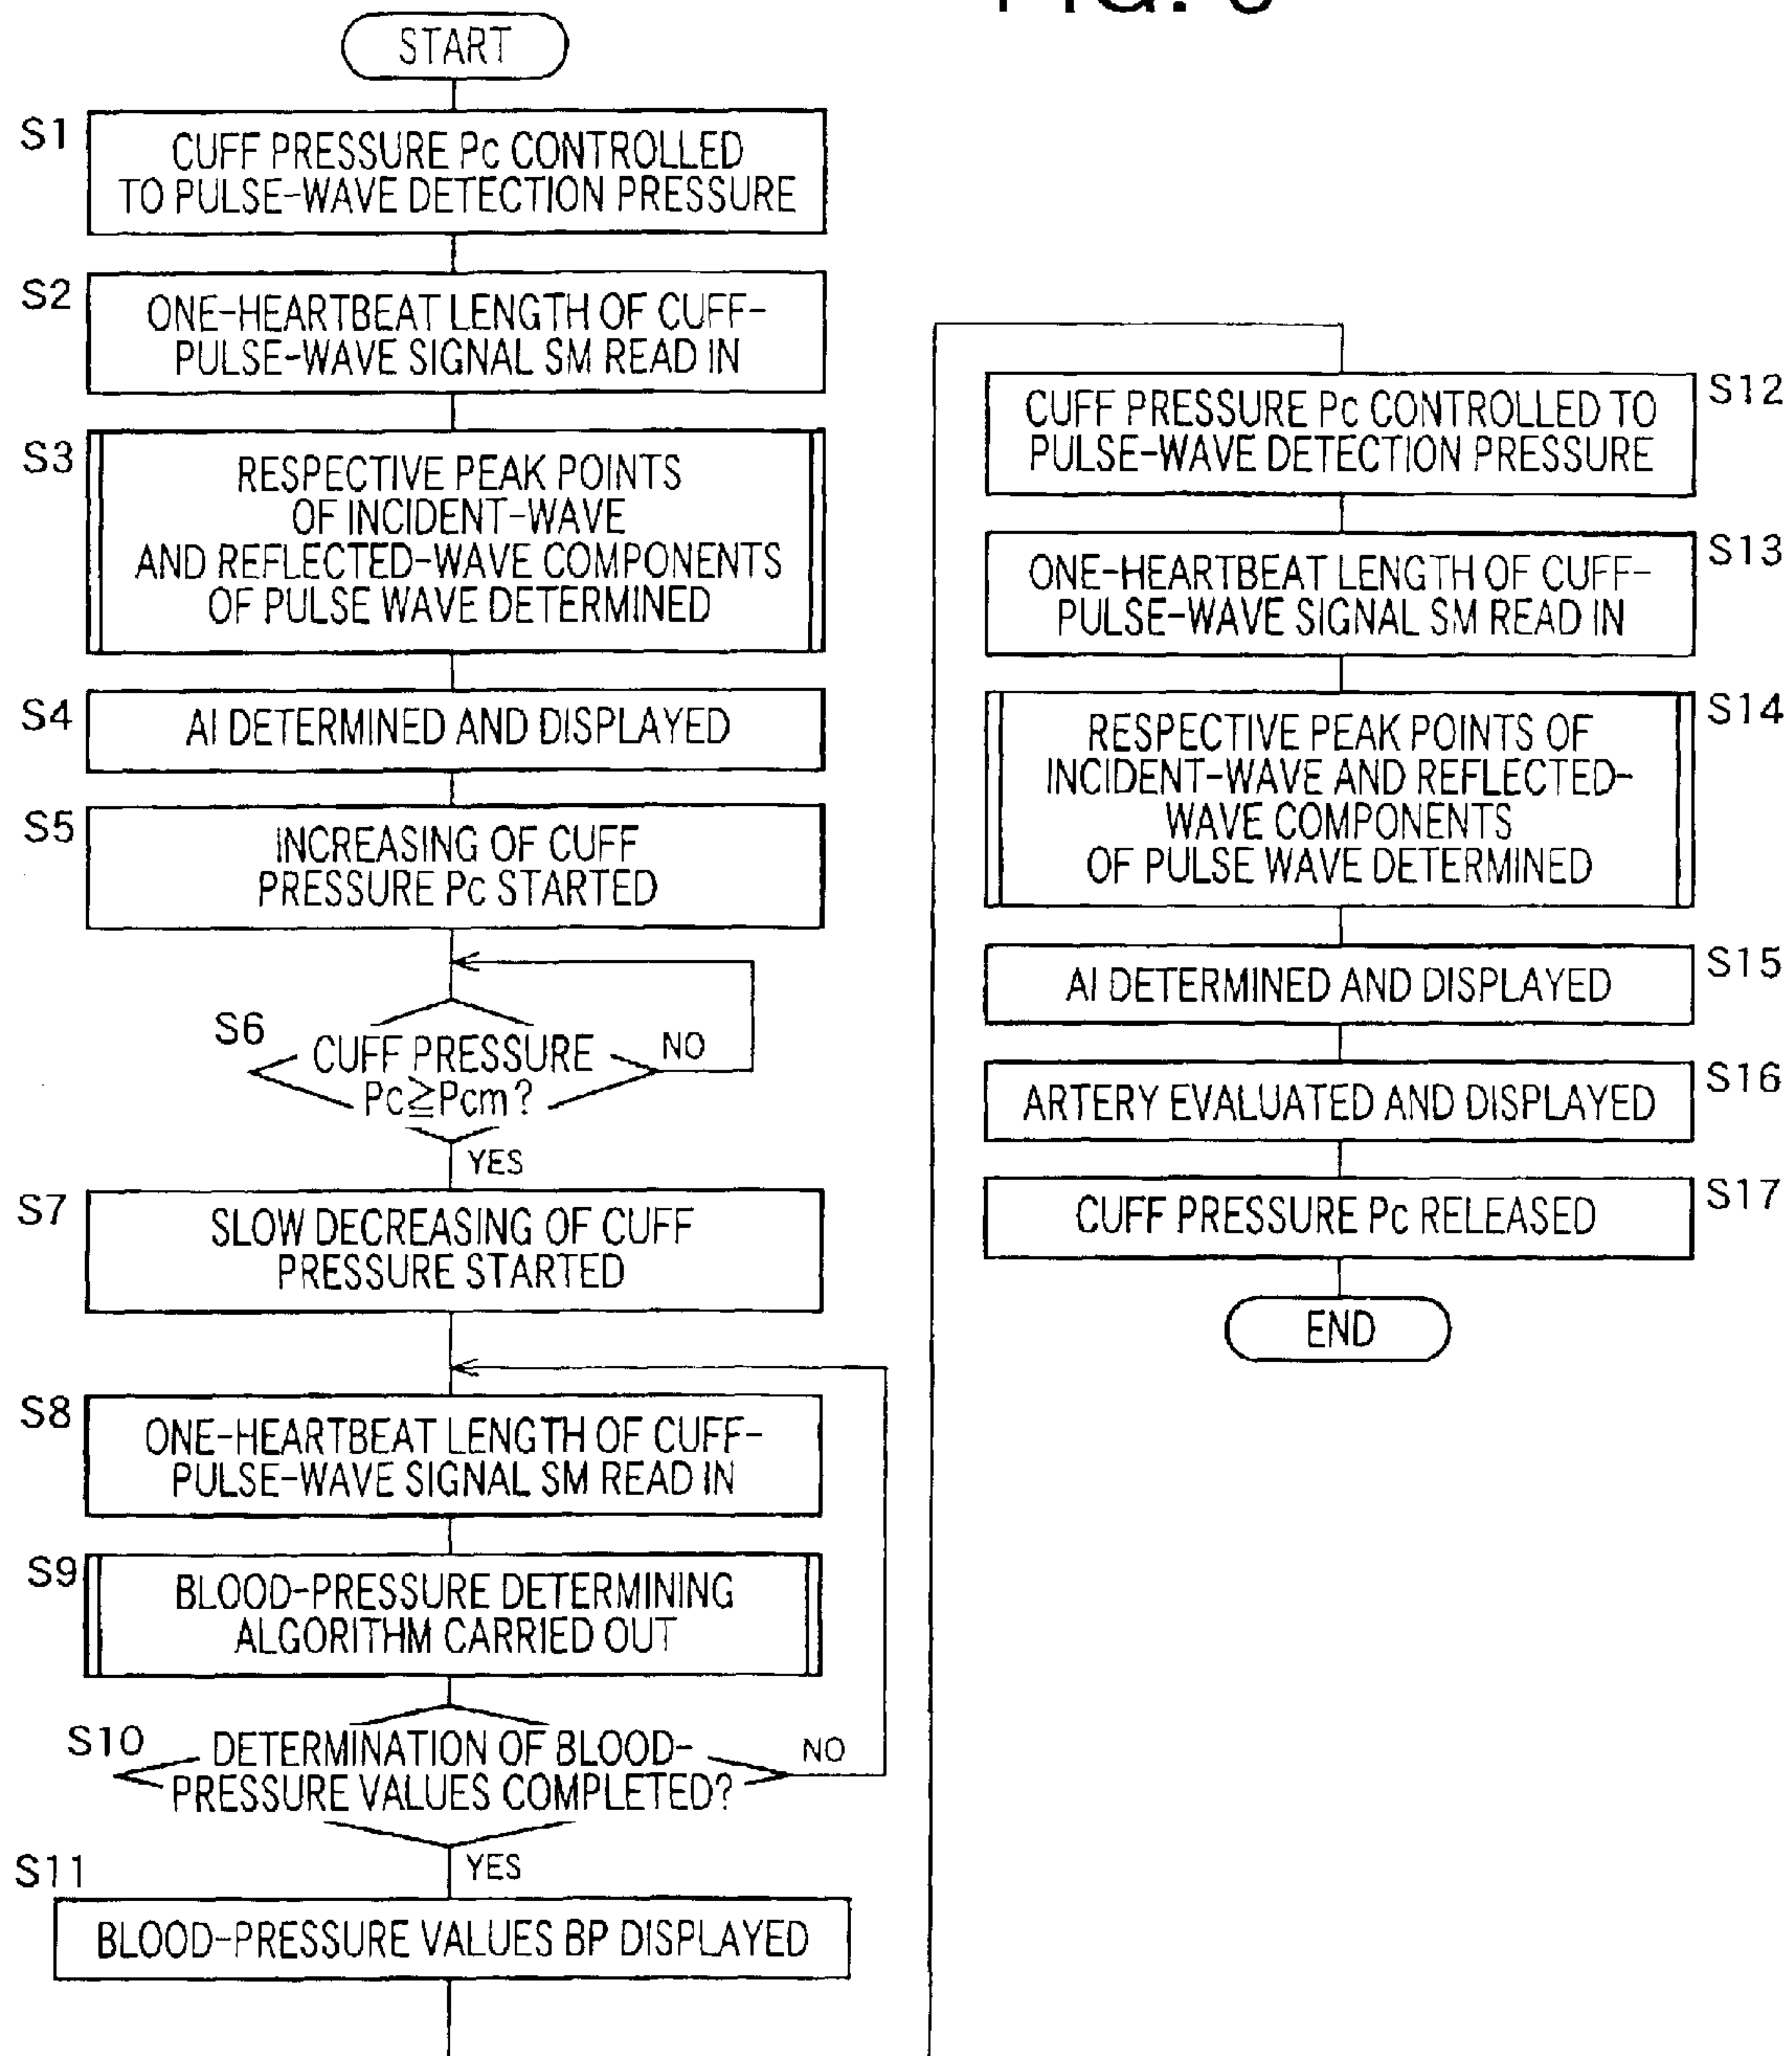 START
S1
CUFF PRESSURE Pc CONTROLLED
TO PULSE-WAVE DETECTION PRESSURE
S2
ONE-HEARTBEAT LENGTH OF CUFF-
PULSE-WAVE SIGNAL SM READ IN
S3
RESPECTIVE PEAK POINTS
OF INCIDENT-WAVE
AND REFLECTED-WAVE COMPONENTS
OF PULSE WAVE DETERMINED
S4
AI DETERMINED AND DISPLAYED
S5
INCREASING OF CUFF
PRESSURE Pc STARTED
S6
CUFF PRESSURE
Pc≧Pcm?
NO
YES
S7
SLOW DECREASING OF CUFF
PRESSURE STARTED
S8
ONE-HEARTBEAT LENGTH OF CUFF-
PULSE-WAVE SIGNAL SM READ IN
S9
BLOOD-PRESSURE DETERMINING
ALGORITHM CARRIED OUT
S10
DETERMINATION OF BLOOD-
PRESSURE VALUES COMPLETED?
NO
YES
S11
BLOOD-PRESSURE VALUES BP DISPLAYED
S12
CUFF PRESSURE Pc CONTROLLED TO
PULSE-WAVE DETECTION PRESSURE
S13
ONE-HEARTBEAT LENGTH OF CUFF-
PULSE-WAVE SIGNAL SM READ IN
S14
RESPECTIVE PEAK POINTS OF
INCIDENT-WAVE AND REFLECTED-
WAVE COMPONENTS
OF PULSE WAVE DETERMINED
S15
AI DETERMINED AND DISPLAYED
S16
ARTERY EVALUATED AND DISPLAYED
S17
CUFF PRESSURE Pc RELEASED
END